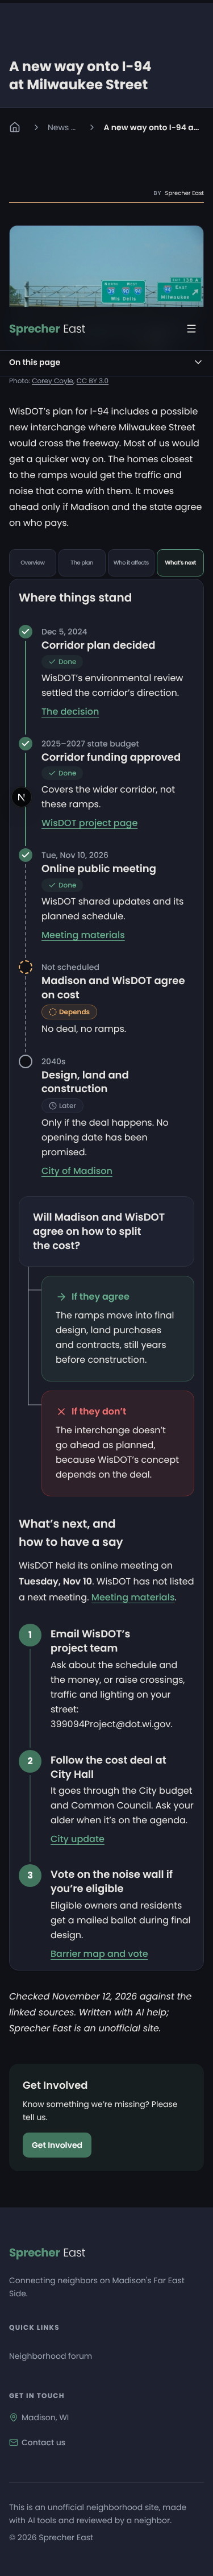 A new way onto I-94
at Milwaukee Street
News ...
A new way onto I-94 a...
BY Sprecher East
NORTH WEST
Wis Dells
EXIT 138 A
EAST
Milwaukee
Sprecher East
On this page
Photo: Corey Coyle, CC BY 3.0
WisDOT’s plan for I-94 includes a possible
new interchange where Milwaukee Street
would cross the freeway. Most of us would
get a quicker way on. The homes closest
to the ramps would get the traffic and
noise that come with them. It moves
ahead only if Madison and the state agree
on who pays.
Overview
The plan
Who it affects
What’s next
Where things stand
Dec 5, 2024
Corridor plan decided
Done
WisDOT’s environmental review
settled the corridor’s direction.
The decision
2025–2027 state budget
Corridor funding approved
Done
Covers the wider corridor, not
these ramps.
N
WisDOT project page
Tue, Nov 10, 2026
Online public meeting
Done
WisDOT shared updates and its
planned schedule.
Meeting materials
Not scheduled
Madison and WisDOT agree
on cost
Depends
No deal, no ramps.
2040s
Design, land and
construction
Later
Only if the deal happens. No
opening date has been
promised.
City of Madison
Will Madison and WisDOT
agree on how to split
the cost?
If they agree
The ramps move into final
design, land purchases
and contracts, still years
before construction.
If they don’t
The interchange doesn’t
go ahead as planned,
because WisDOT’s concept
depends on the deal.
What’s next, and
how to have a say
WisDOT held its online meeting on
Tuesday, Nov 10. WisDOT has not listed
a next meeting. Meeting materials.
1
Email WisDOT’s
project team
Ask about the schedule and
the money, or raise crossings,
traffic and lighting on your
street:
399094Project@dot.wi.gov.
2
Follow the cost deal at
City Hall
It goes through the City budget
and Common Council. Ask your
alder when it’s on the agenda.
City update
3
Vote on the noise wall if
you’re eligible
Eligible owners and residents
get a mailed ballot during final
design.
Barrier map and vote
Checked November 12, 2026 against the
linked sources. Written with AI help;
Sprecher East is an unofficial site.
Get Involved
Know something we’re missing? Please
tell us.
Get Involved
Sprecher East
Connecting neighbors on Madison's Far East
Side.
QUICK LINKS
Neighborhood forum
GET IN TOUCH
Madison, WI
Contact us
This is an unofficial neighborhood site, made
with AI tools and reviewed by a neighbor.
© 2026 Sprecher East